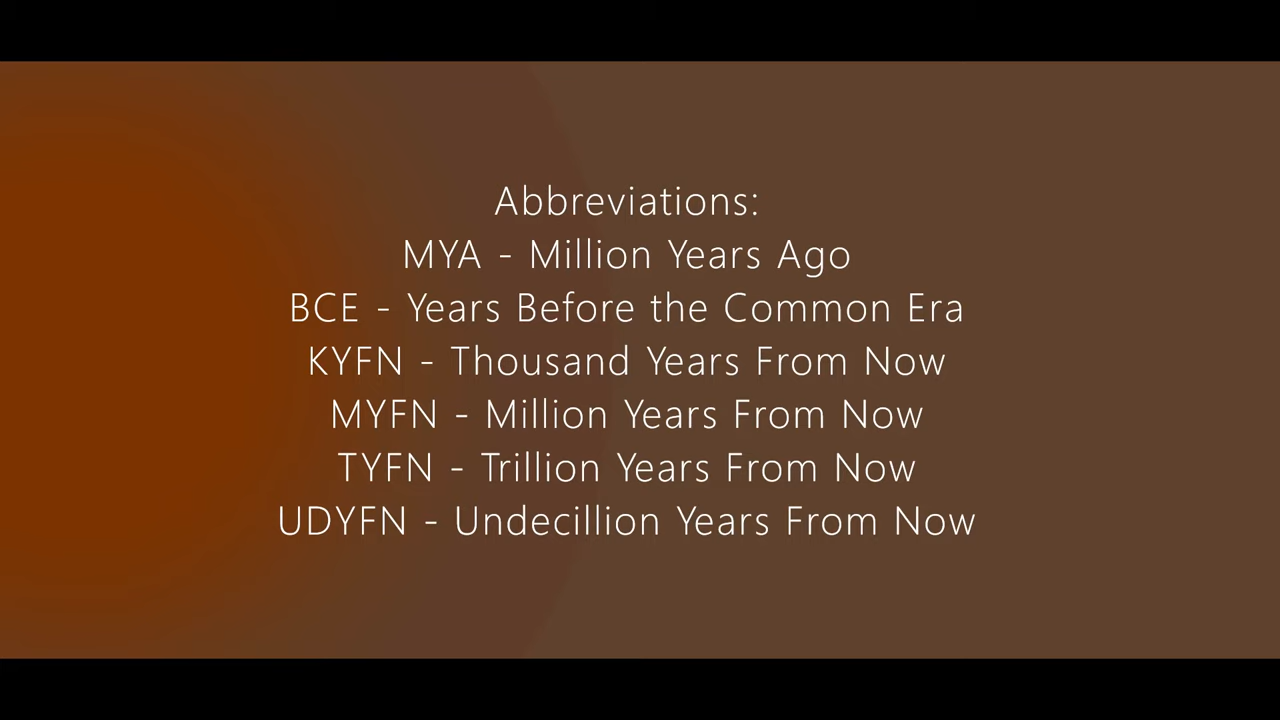 Abbreviations:
MYA - Million Years Ago
BCE - Years Before the Common Era
KYFN - Thousand Years From Now
MYFN - Million Years From Now
TYFN - Trillion Years From Now
UDYFN - Undecillion Years From Now